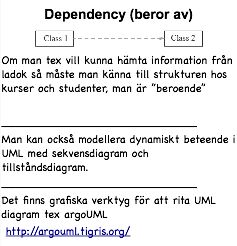 Dependency (beror av)
Class 1 Class 2
Om man tex vill kunna hämta information från
ladok så måste man känna till strukturen hos
kurser och studenter, man är “beroende”
Man kan också modellera dynamiskt beteende i
UML med sekvensdiagram och
tillståndsdiagram.
Det finns grafiska verktyg för att rita UML
diagram tex argoUML
http://argouml.tigris.org/